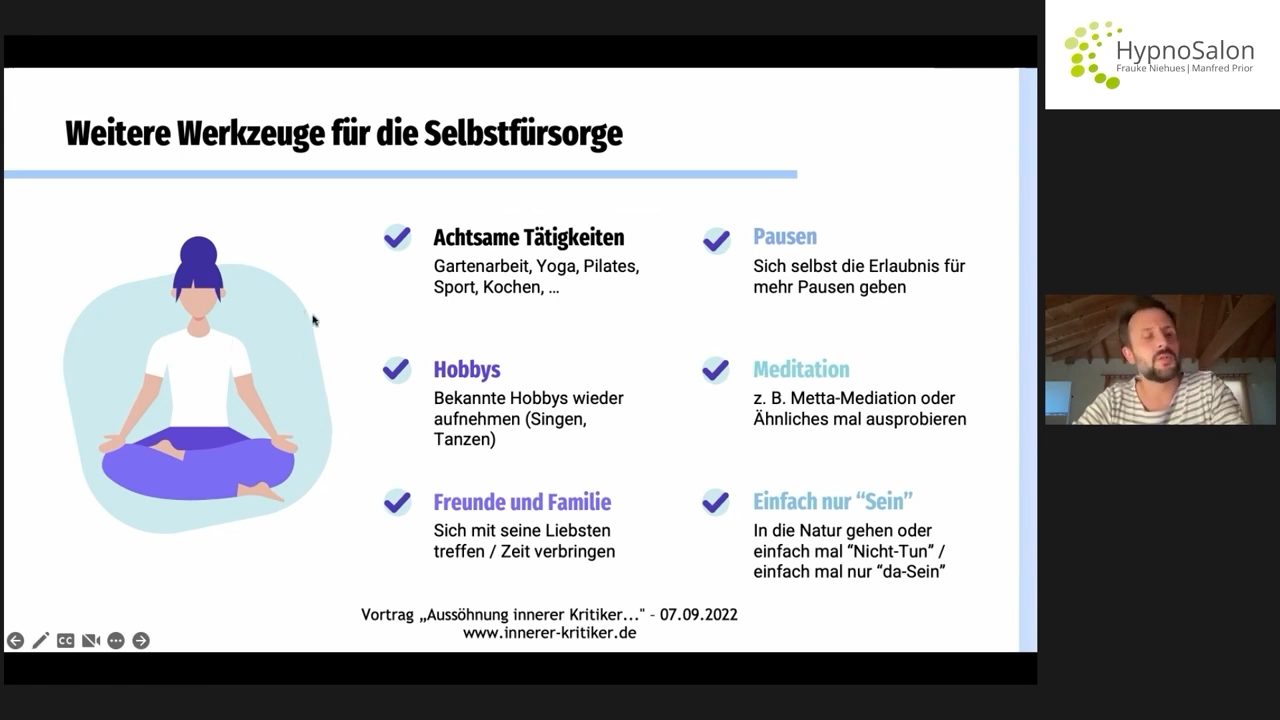 Weitere Werkzeuge für die Selbstfürsorge
Achtsame Tätigkeiten
Gartenarbeit, Yoga, Pilates,
Sport, Kochen, ...
Pausen
Sich selbst die Erlaubnis für
mehr Pausen geben
Hobbys
Bekannte Hobbys wieder
aufnehmen (Singen,
Tanzen)
Meditation
z. B. Metta-Mediation oder
Ähnliches mal ausprobieren
Freunde und Familie
Sich mit seine Liebsten
treffen / Zeit verbringen
Einfach nur “Sein”
In die Natur gehen oder
einfach mal “Nicht-Tun” /
einfach mal nur “da-Sein”
Vortrag „Aussöhnung innerer Kritiker..." - 07.09.2022
www.innerer-kritiker.de
CC
HypnoSalon
Frauke Niehues | Manfred Prior